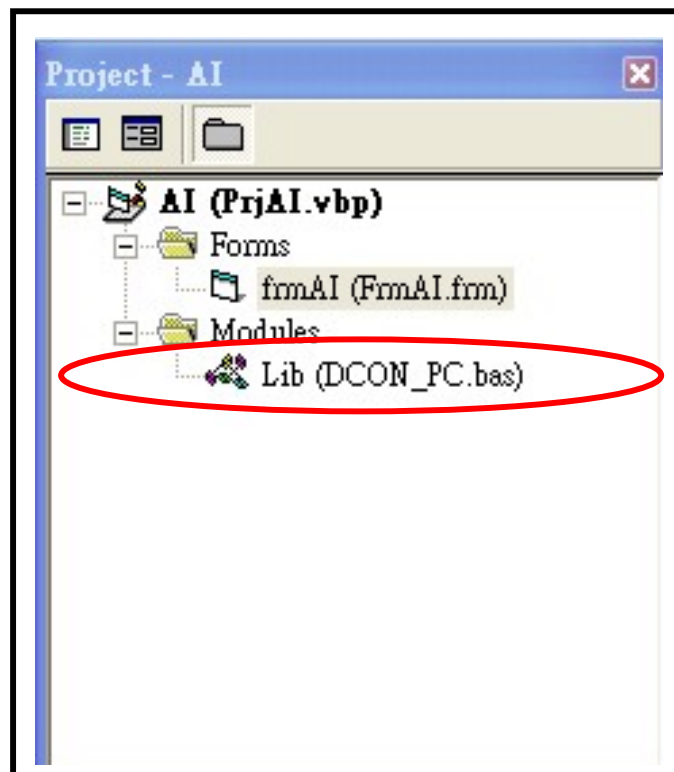 Project - AI
AI (PrjAI.vbp)
Forms
frmAI (FrmAI.frm)
Modules
Lib (DCON_PC.bas)